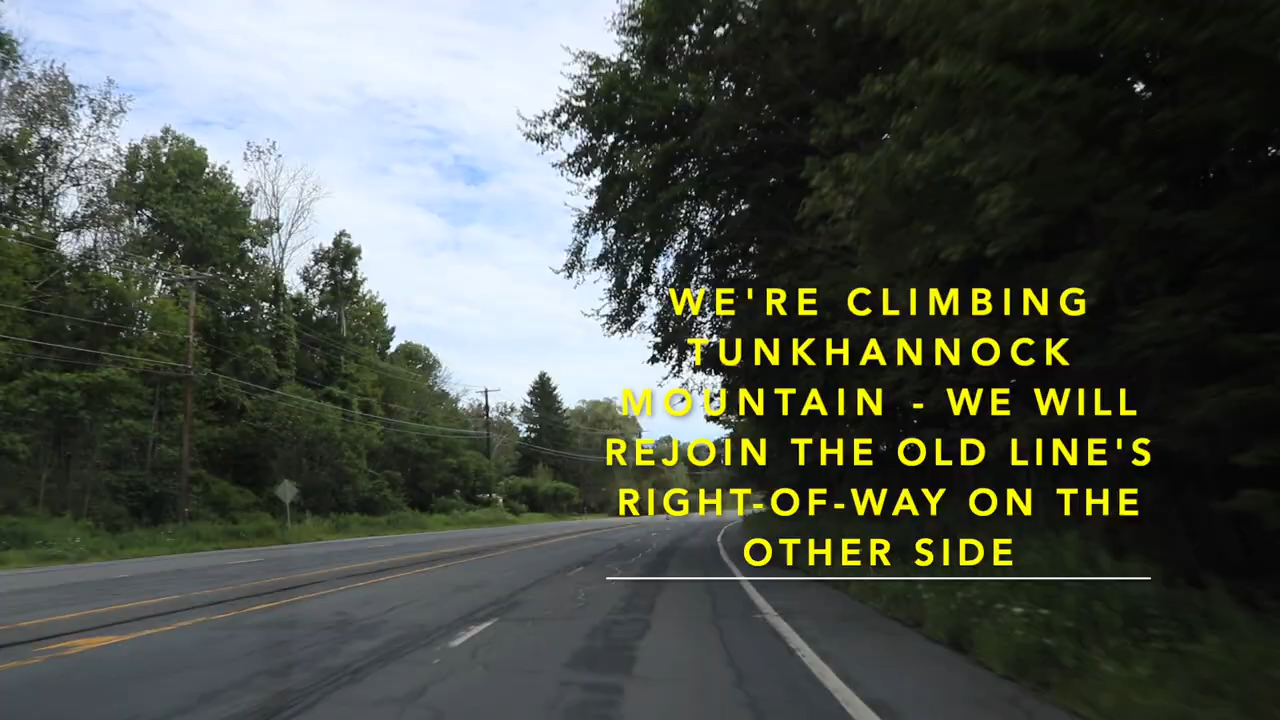 WE'RE CLIMBING
TUNKHANNOCK
MOUNTAIN - WE WILL
REJOIN THE OLD LINE'S
RIGHT-OF-WAY ON THE
OTHER SIDE